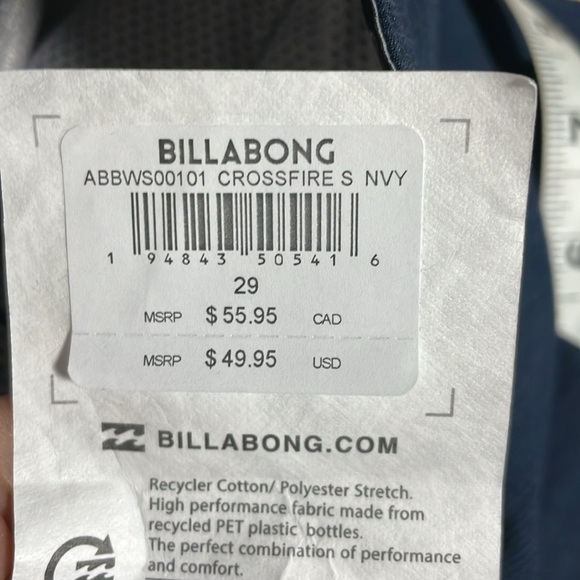 BILLABONG
ABBWS00101 CROSSFIRE S NVY
1 94843 50541 6
29
MSRP $55.95 CAD
MSRP $49.95 USD
BILLABONG.COM
Recycler Cotton/ Polyester Stretch.
High performance fabric made from
recycled PET plastic bottles.
The perfect combination of performance
and comfort.